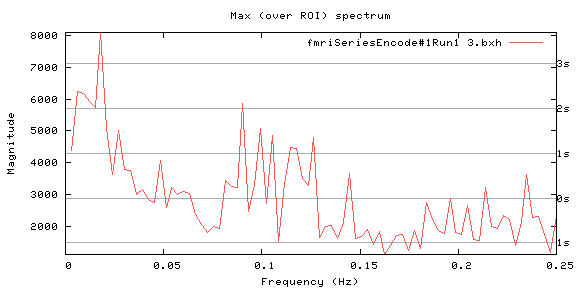 Max (over ROI) spectrum
fmriSeriesEncode#1Run1 3.bxh
8000
7000
6000
5000
4000
3000
2000
3s
2s
1s
0s
1s
Magnitude
0 0.05 0.1 0.15 0.2 0.25
Frequency (Hz)